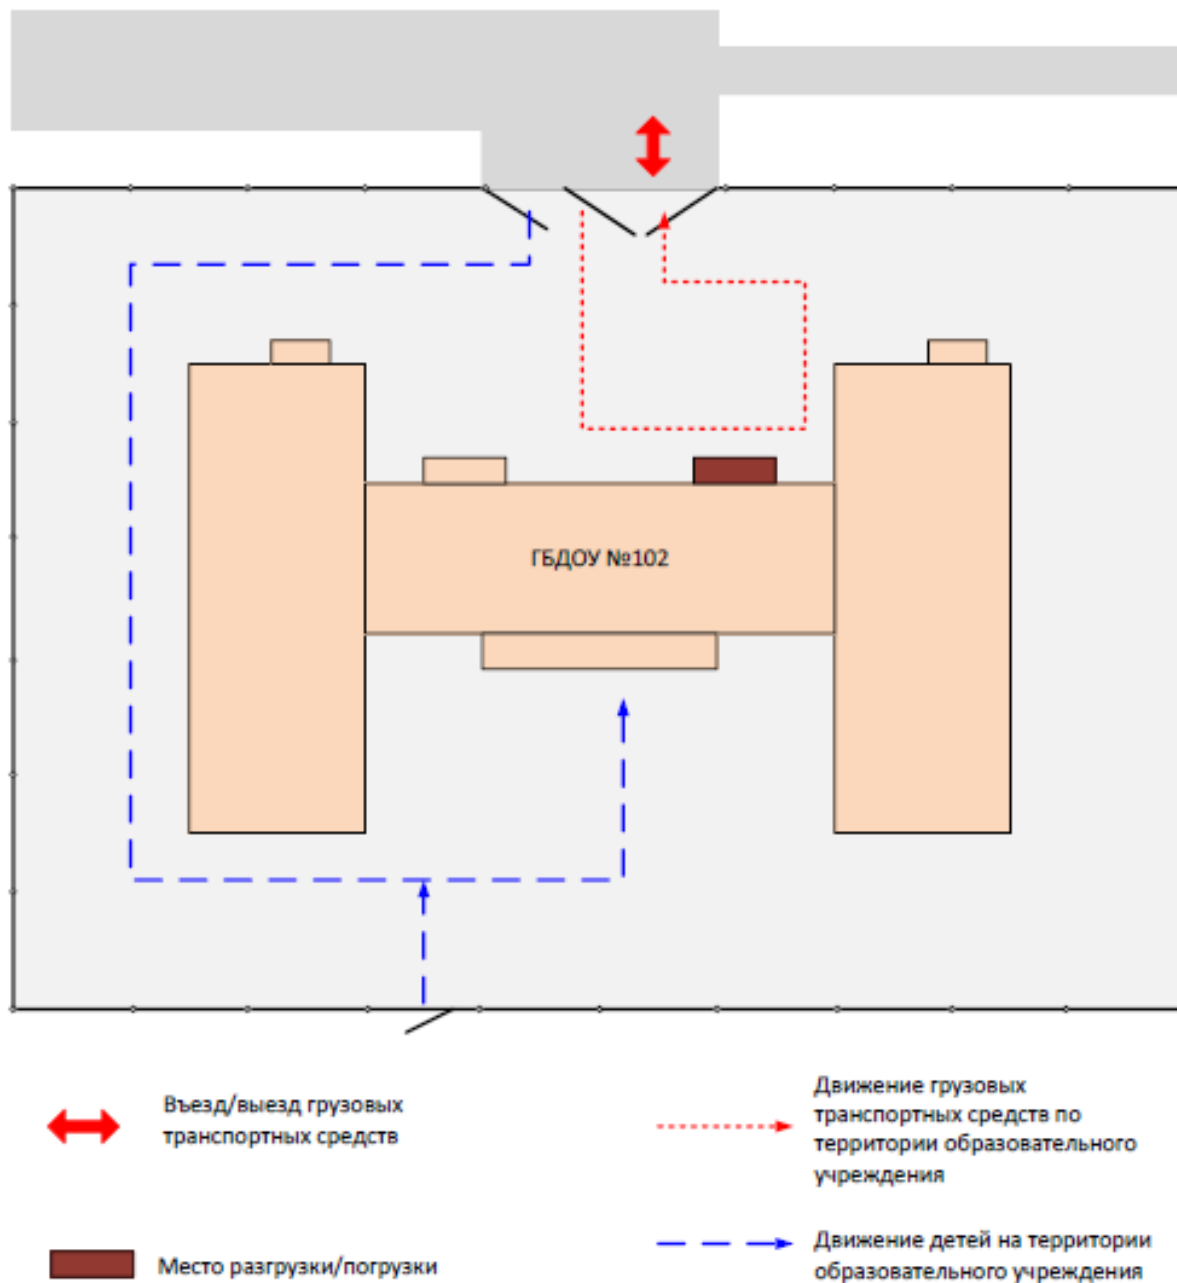 ГБДОУ №102
Въезд/выезд грузовых
транспортных средств
Движение грузовых
транспортных средств по
территории образовательного
учреждения
Место разгрузки/погрузки
Движение детей на территории
образовательного учреждения